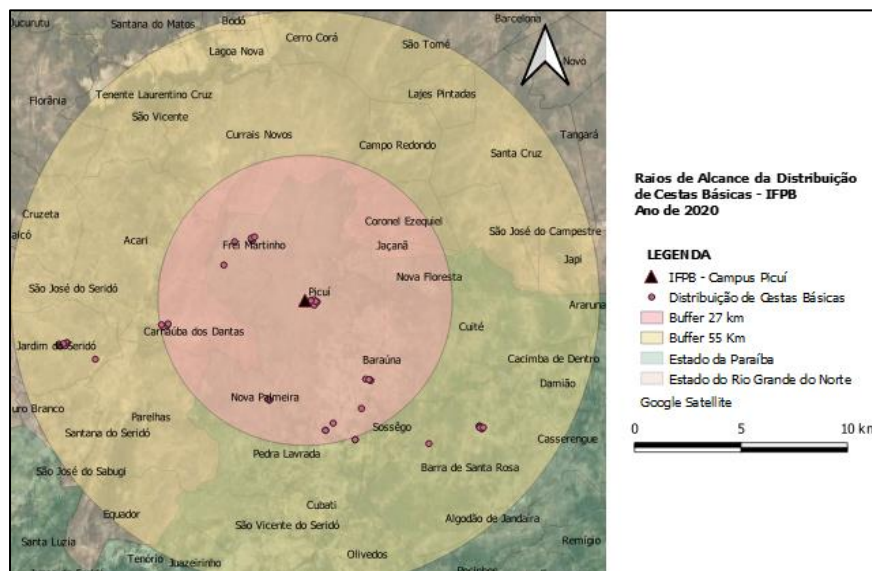 Jucurutu
Santana do Matos
Bodó
Barcelona
Cerro Corá
São Tomé
Lagoa Nova
Novo
Florânia
Tenente Laurentino Cruz
Lajes Pintadas
São Vicente
Currais Novos
Tangará
Campo Redondo
Santa Cruz
Cruzeta
Coronel Ezequiel
aicó
Acari
São José do Campestre
Frei Martinho
Jaçanã
Japi
Nova Floresta
São José do Seridó
Picuí
Araruna
Cuité
Carnaúba dos Dantas
Jardim do Seridó
Baraúna
Cacimba de Dentro
Damião
Nova Palmeira
uro Branco
Parelhas
Sossêgo
Santana do Seridó
Casserengue
Pedra Lavrada
São José do Sabugi
Barra de Santa Rosa
Cubati
Equador
São Vicente do Seridó
Algodão de Jandaíra
Santa Luzia
Remígio
Olivedos
Tenório
Juazeirinho
Raios de Alcance da Distribuição
de Cestas Básicas - IFPB
Ano de 2020
LEGENDA
IFPB - Campus Picuí
Distribuição de Cestas Básicas
Buffer 27 km
Buffer 55 Km
Estado da Paraíba
Estado do Rio Grande do Norte
Google Satellite
0 5 10 km